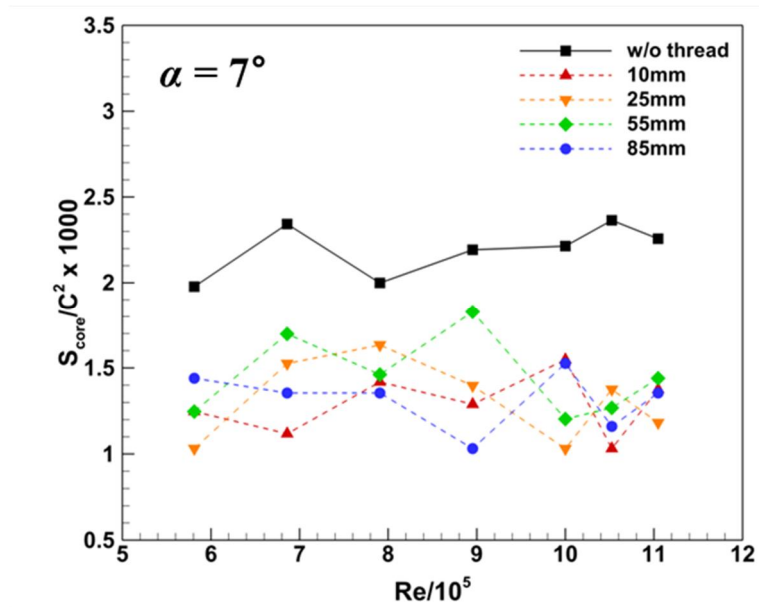 3.5
3
2.5
2
1.5
1
0.5
S_core/C² x 1000
α = 7°
w/o thread
10mm
25mm
55mm
85mm
5 6 7 8 9 10 11 12
Re/10⁵